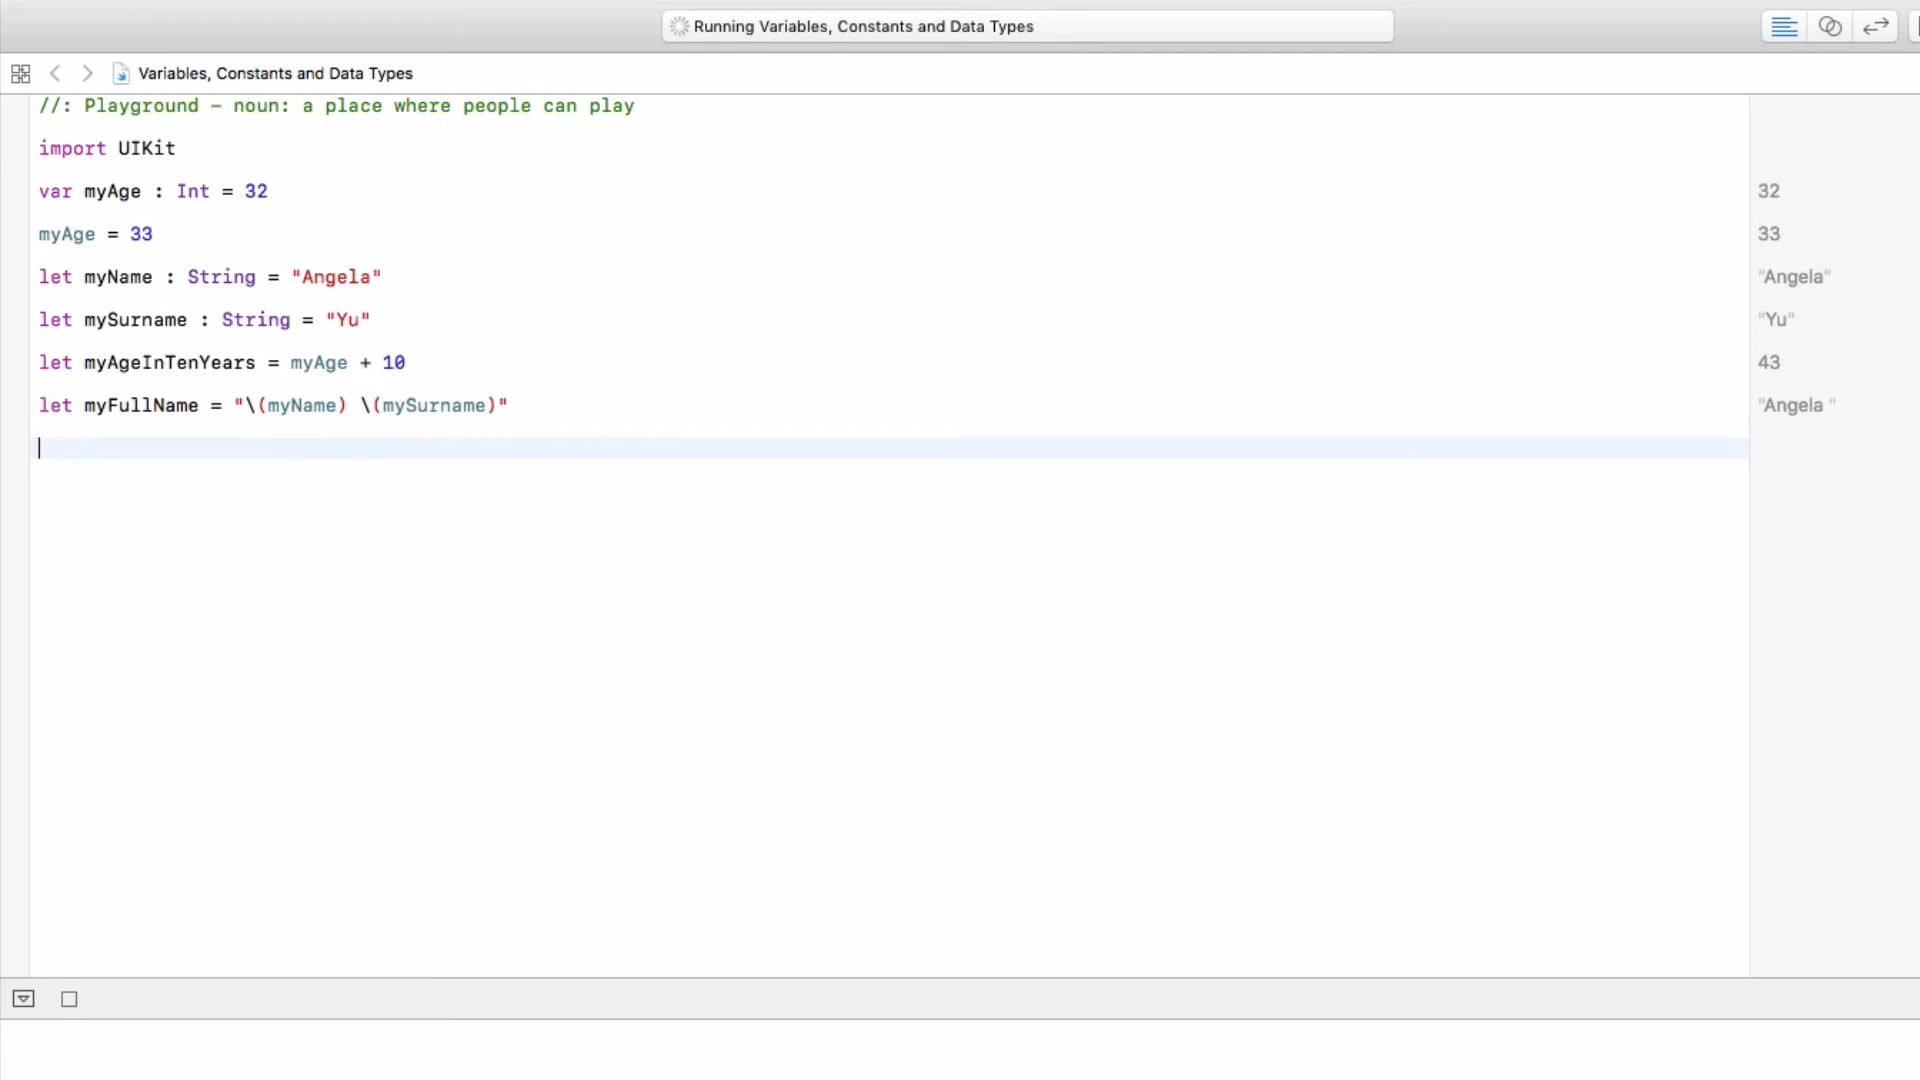 Running Variables, Constants and Data Types
Variables, Constants and Data Types
//: Playground – noun: a place where people can play
import UIKit
var myAge : Int = 32 32
myAge = 33 33
let myName : String = "Angela" "Angela"
let mySurname : String = "Yu" "Yu"
let myAgeInTenYears = myAge + 10 43
let myFullName = "\(myName) \(mySurname)" "Angela "